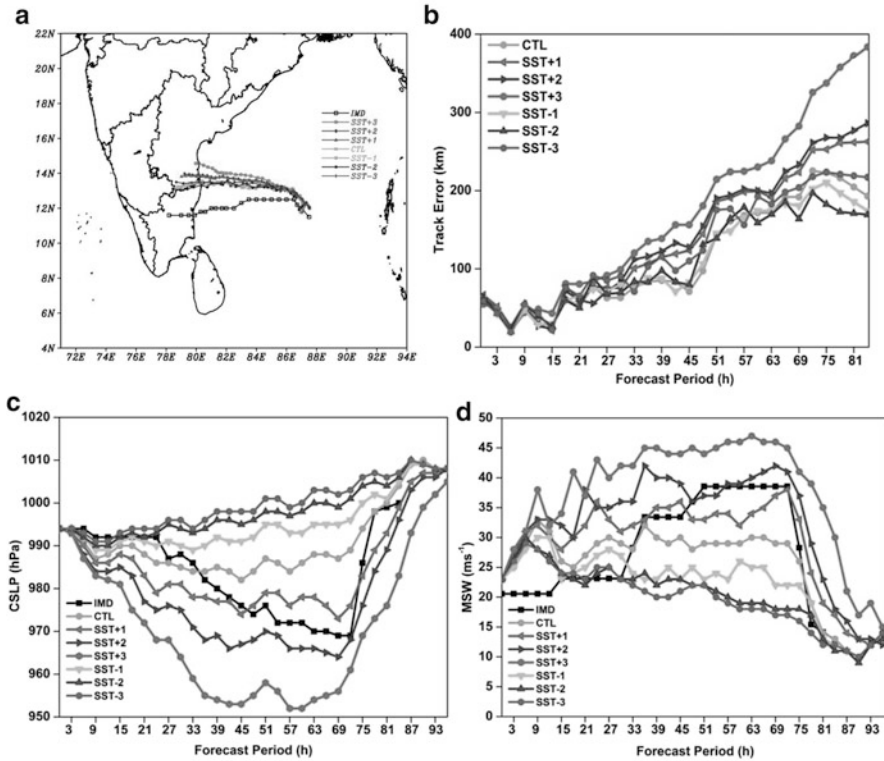 a
22N
20N
18N
16N
14N
12N
10N
8N
6N
4N
72E 74E 76E 78E 80E 82E 84E 86E 88E 90E 92E 94E
IMD
SST+3
SST+2
SST+1
CTL
SST-1
SST-2
SST-3
b
Track Error (km)
400
300
200
100
0
CTL
SST+1
SST+2
SST+3
SST-1
SST-2
SST-3
3 9 15 21 27 33 39 45 51 57 63 69 75 81
Forecast Period (h)
c
CSLP (hPa)
1020
1010
1000
990
980
970
960
950
IMD
CTL
SST+1
SST+2
SST+3
SST-1
SST-2
SST-3
3 9 15 21 27 33 39 45 51 57 63 69 75 81 87 93
Forecast Period (h)
d
MSW (ms⁻¹)
50
45
40
35
30
25
20
15
10
5
0
IMD
CTL
SST+1
SST+2
SST+3
SST-1
SST-2
SST-3
3 9 15 21 27 33 39 45 51 57 63 69 75 81 87 93
Forecast Period (h)